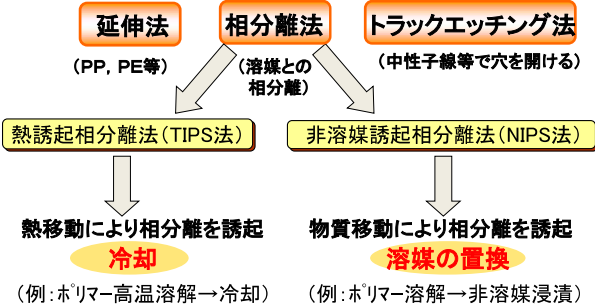 延伸法
相分離法
トラックエッチング法
（PP，PE等）
（溶媒との
相分離）
（中性子線等で穴を開ける）
熱誘起相分離法（TIPS法）
非溶媒誘起相分離法（NIPS法）
熱移動により相分離を誘起
冷却
（例：ﾎﾟﾘﾏｰ高温溶解→冷却）
物質移動により相分離を誘起
溶媒の置換
（例：ﾎﾟﾘﾏｰ溶解→非溶媒浸漬）